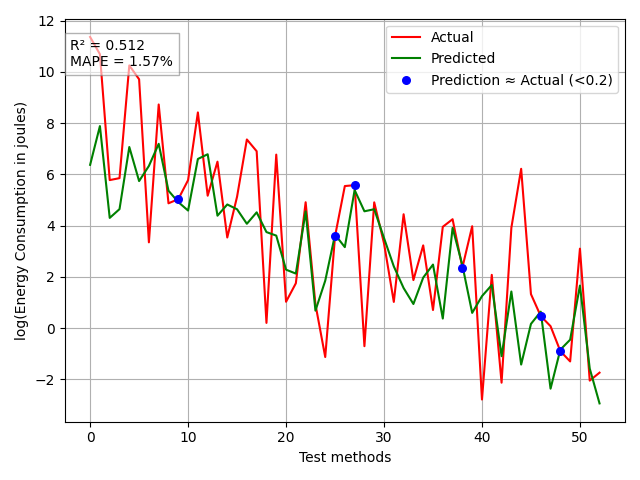 R² = 0.512
MAPE = 1.57%
Actual
Predicted
Prediction ≈ Actual (<0.2)
log(Energy Consumption in joules)
12
10
8
6
4
2
0
−2
0
10
20
30
40
50
Test methods